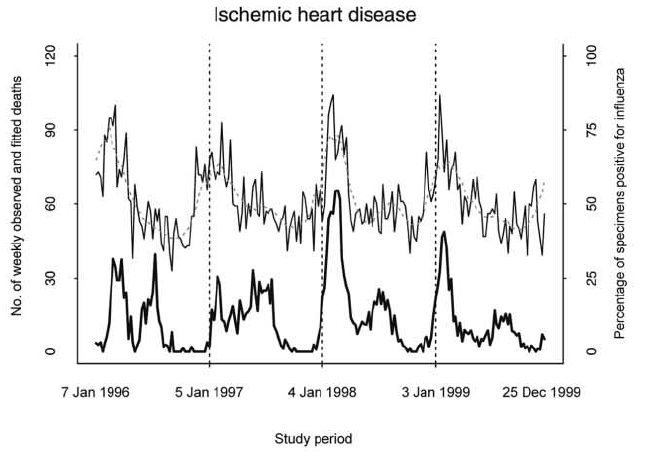 Ischemic heart disease
No. of weekly observed and fitted deaths
120
90
60
30
0
100
75
50
25
0
Percentage of specimens positive for influenza
7 Jan 1996
5 Jan 1997
4 Jan 1998
3 Jan 1999
25 Dec 1999
Study period